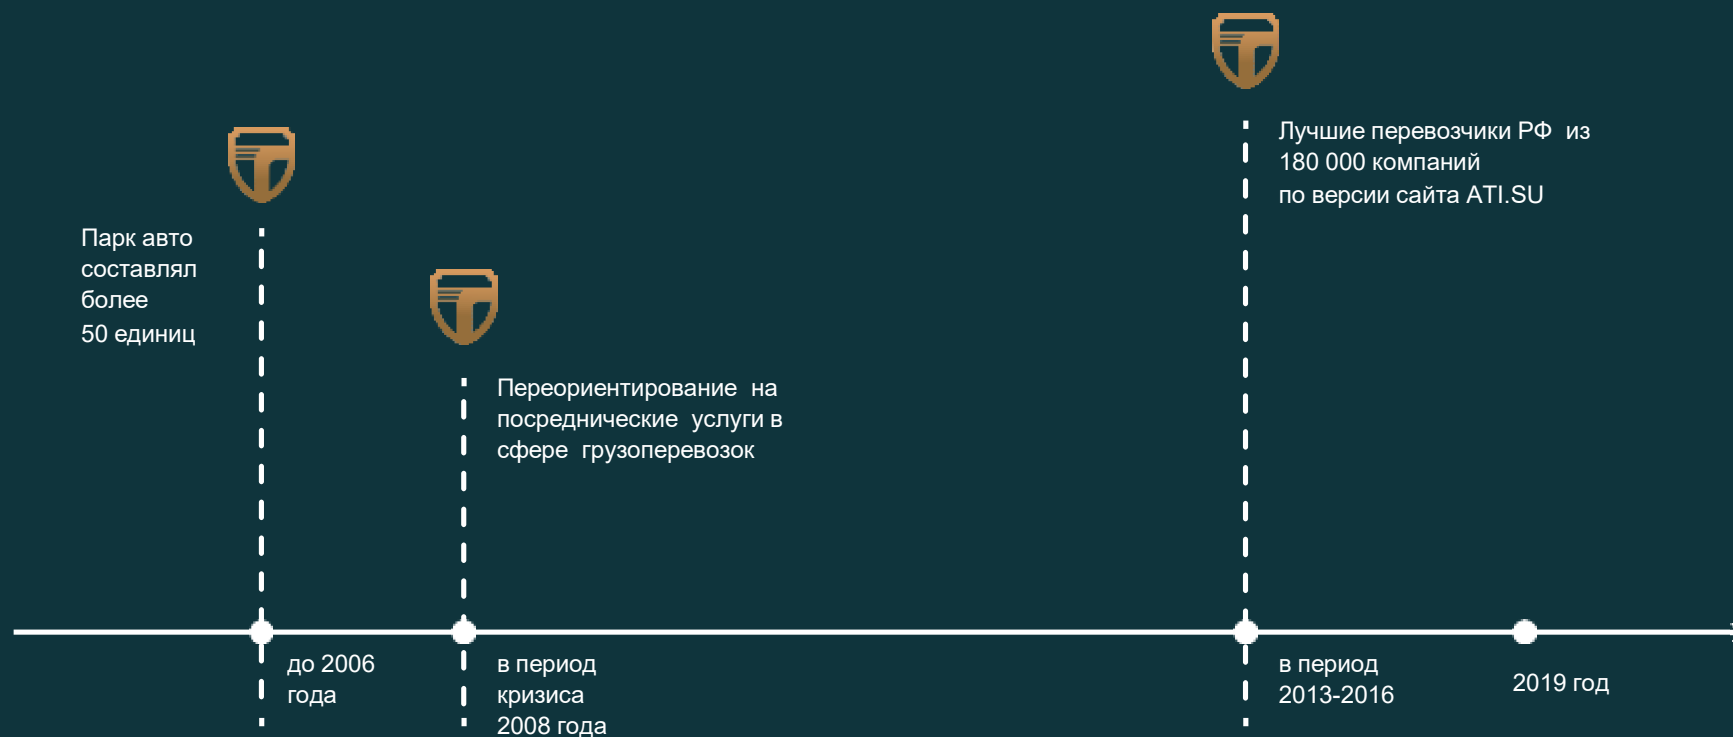 Парк авто
составлял
более
50 единиц
до 2006
года
Переориентирование на
посреднические услуги в
сфере грузоперевозок
в период
кризиса
2008 года
Лучшие перевозчики РФ из
180 000 компаний
по версии сайта ATI.SU
в период
2013-2016
2019 год